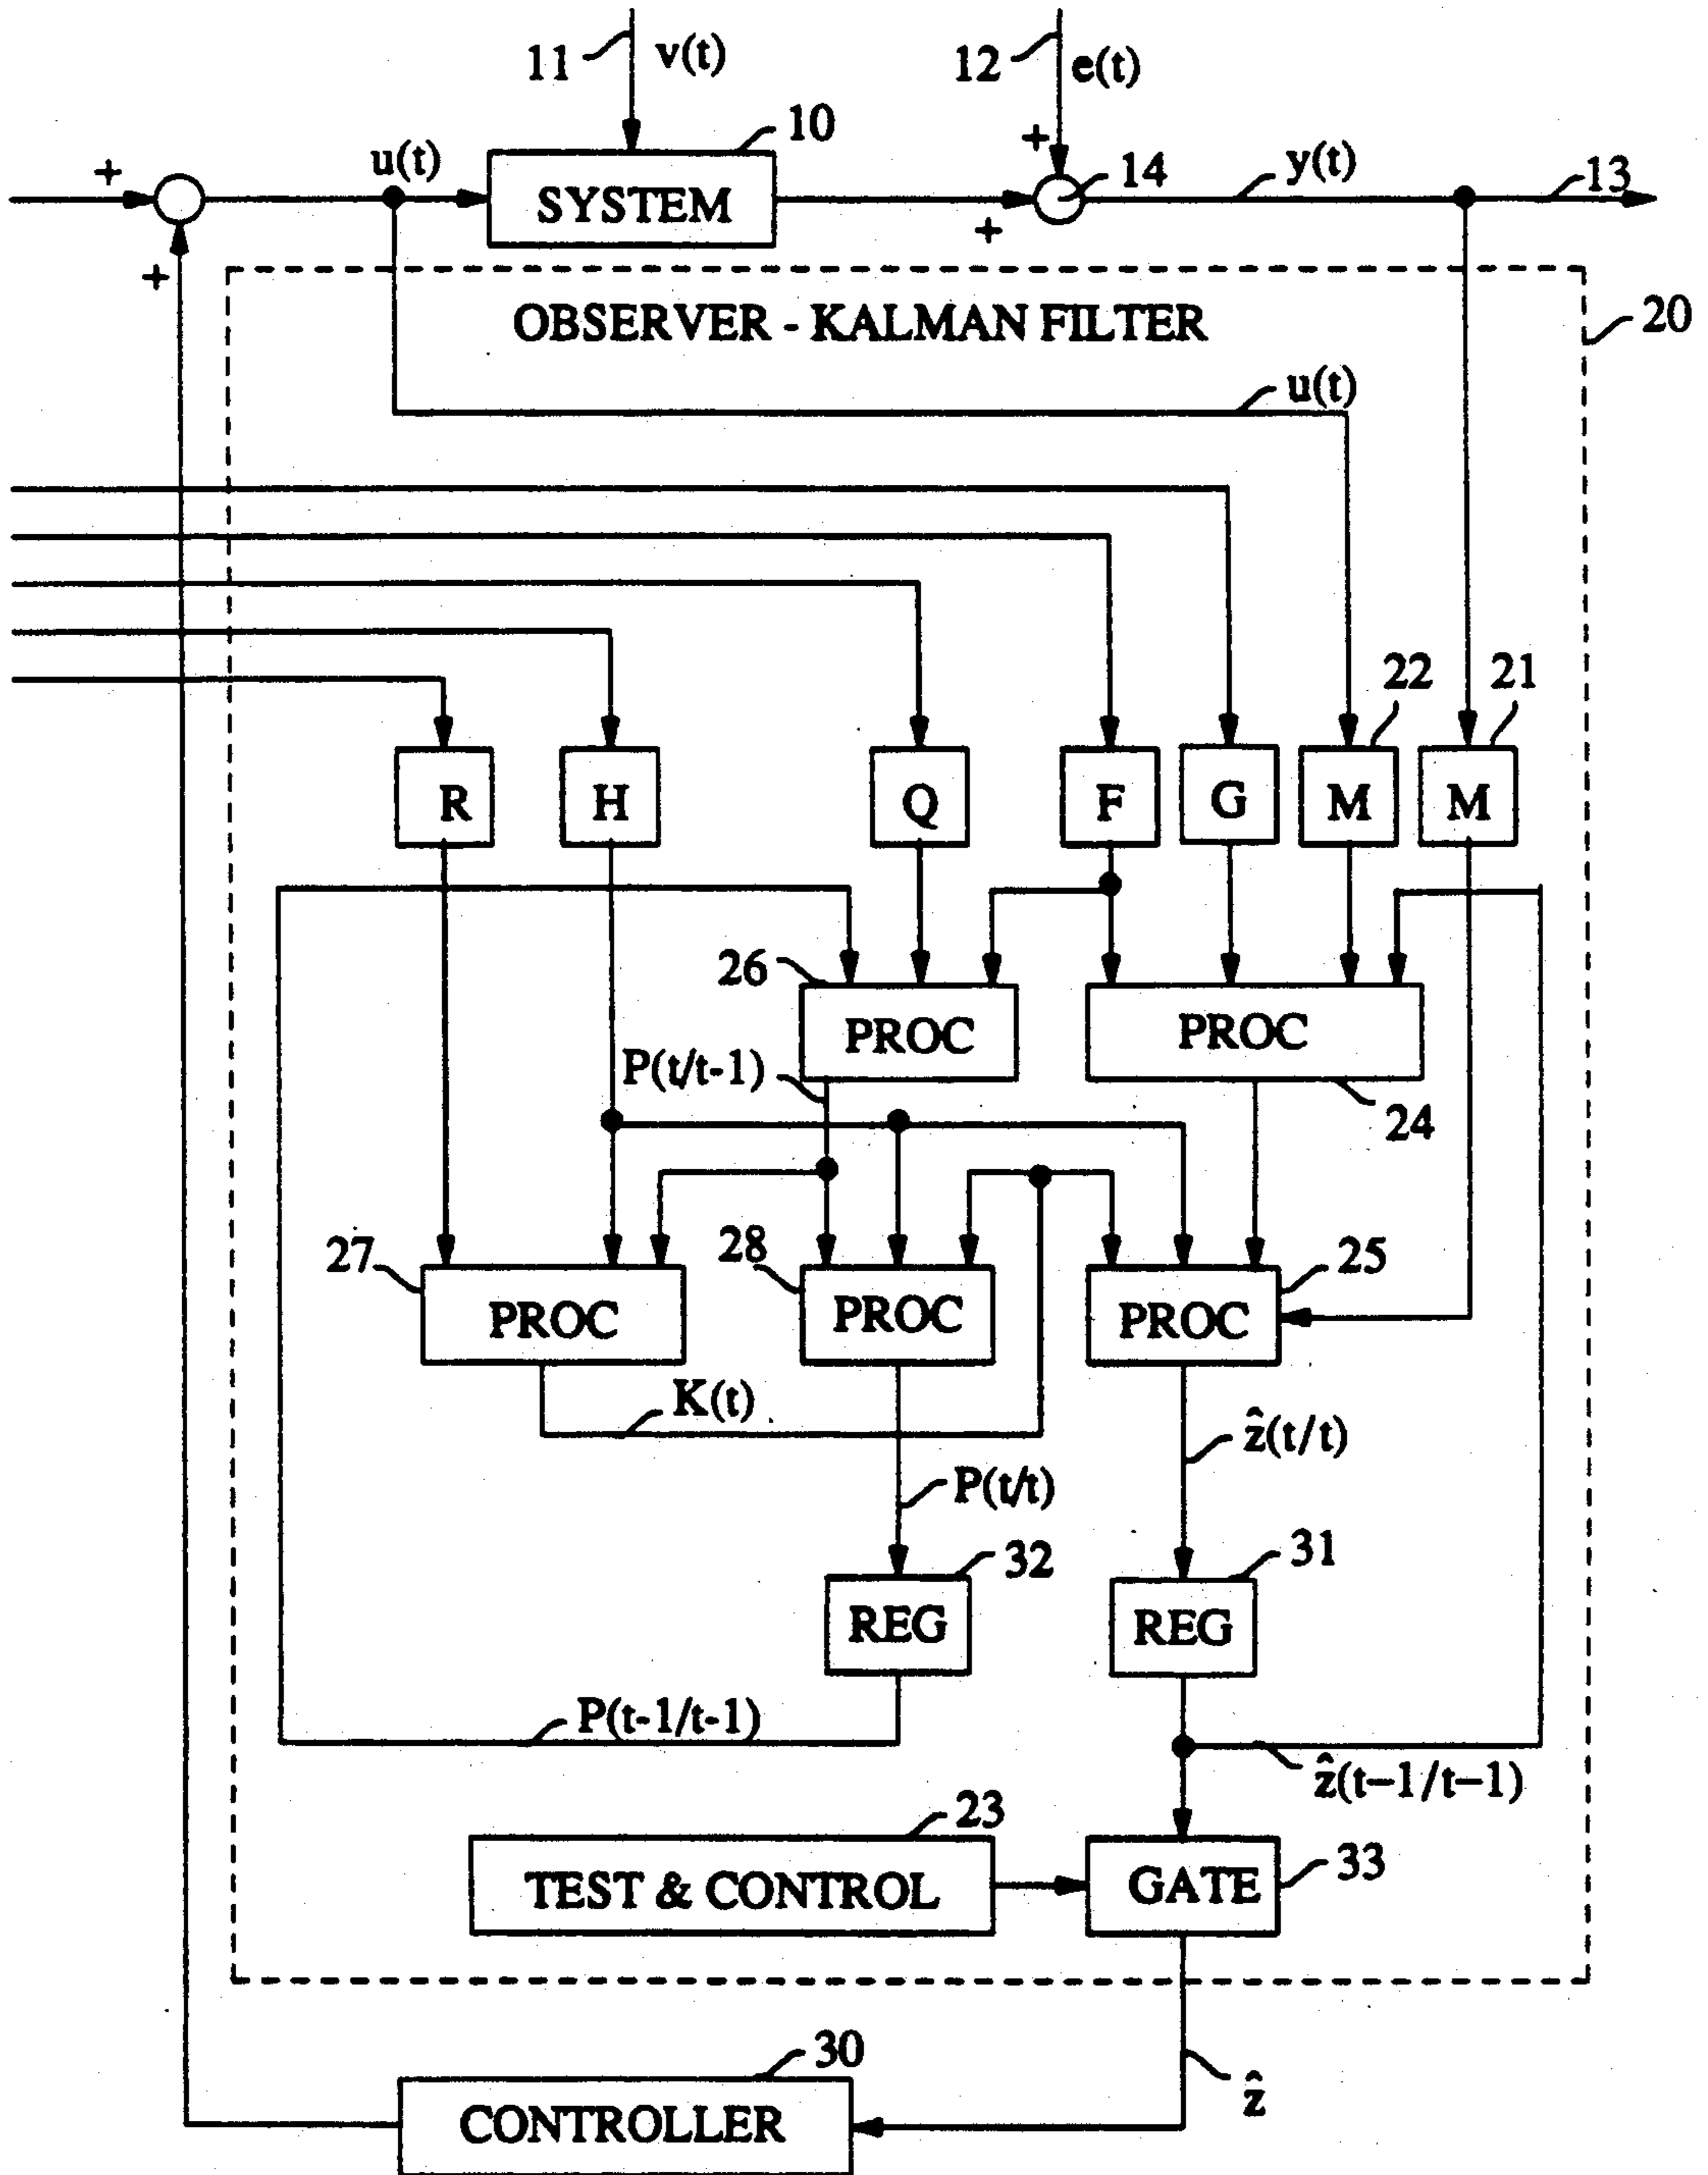 11 v(t) 12 e(t)
10
+ u(t) + y(t)
SYSTEM 14 13
+ +
OBSERVER - KALMAN FILTER 20
u(t)
22 21
R H Q F G M M
26
PROC PROC
P(t/t-1)
24
27 28 25
PROC PROC PROC
K(t) ẑ(t/t)
P(t/t)
32 31
REG REG
P(t-1/t-1)
ẑ(t–1/t–1)
23
TEST & CONTROL GATE 33
30
ẑ
CONTROLLER